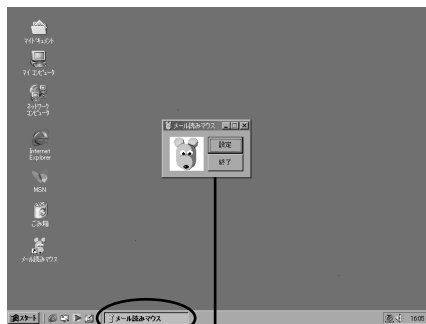 マイ ドキュメント
マイ コンピュータ
ネットワーク
コンピュータ
Internet
Explorer
MSN
ごみ箱
メール読みマウス
メール読みマウス
設定
終了
スタート
メール読みマウス
16:05